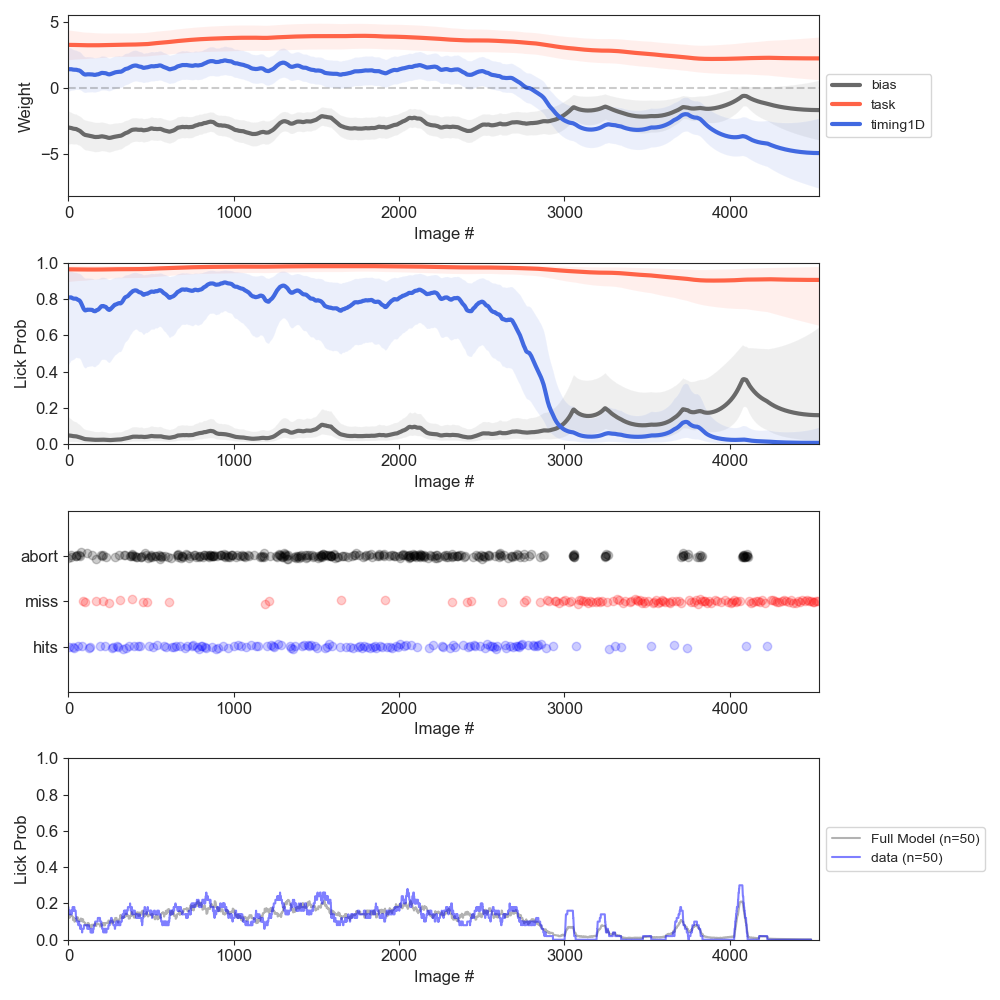 5
0
−5
Weight
0 1000 2000 3000 4000
Image #
bias
task
timing1D
1.0
0.8
0.6
0.4
0.2
0.0
Lick Prob
0 1000 2000 3000 4000
Image #
abort
miss
hits
0 1000 2000 3000 4000
Image #
1.0
0.8
0.6
0.4
0.2
0.0
Lick Prob
0 1000 2000 3000 4000
Image #
Full Model (n=50)
data (n=50)